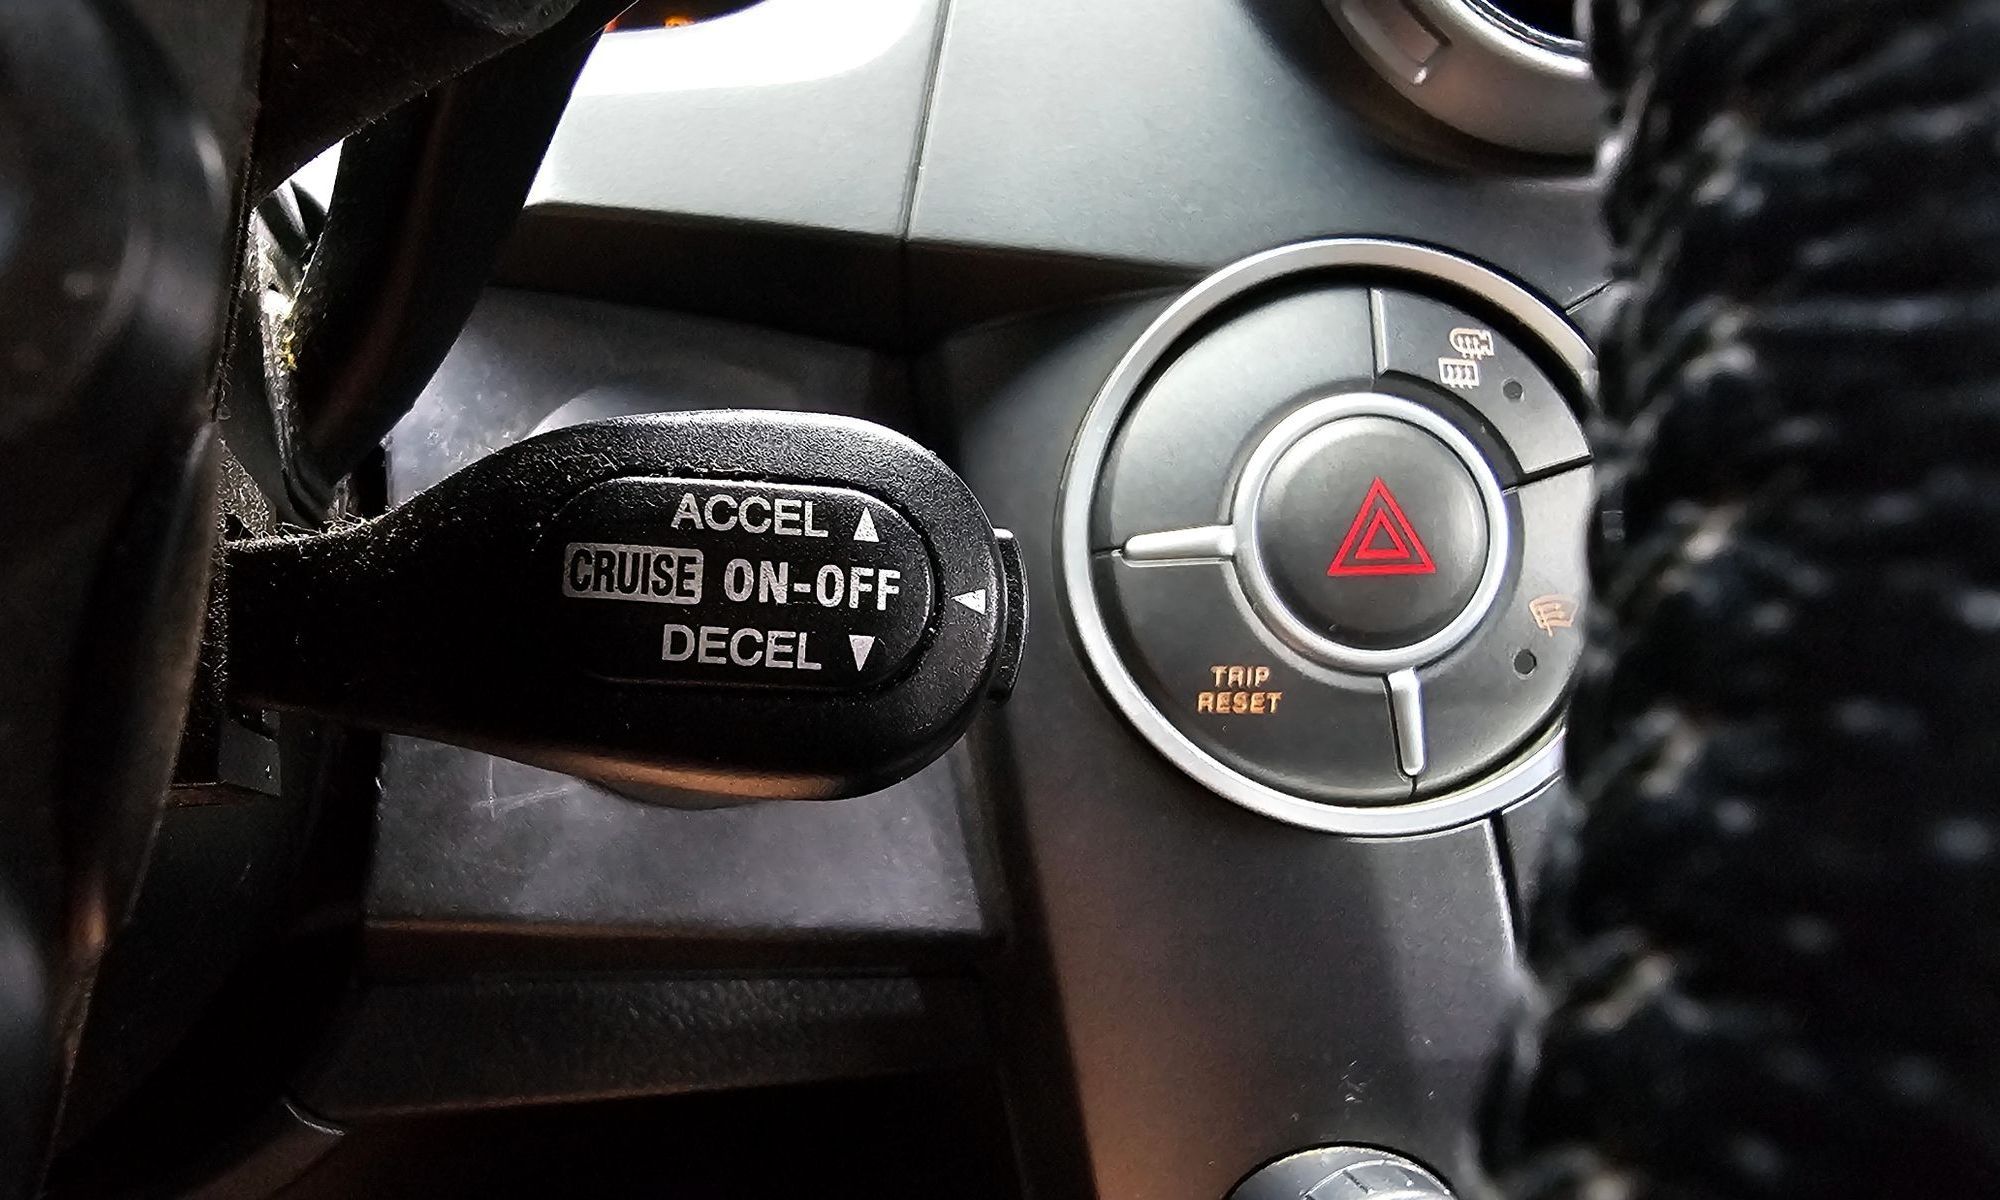 ACCEL ▲
CRUISE ON-OFF
DECEL ▼
TRIP
RESET